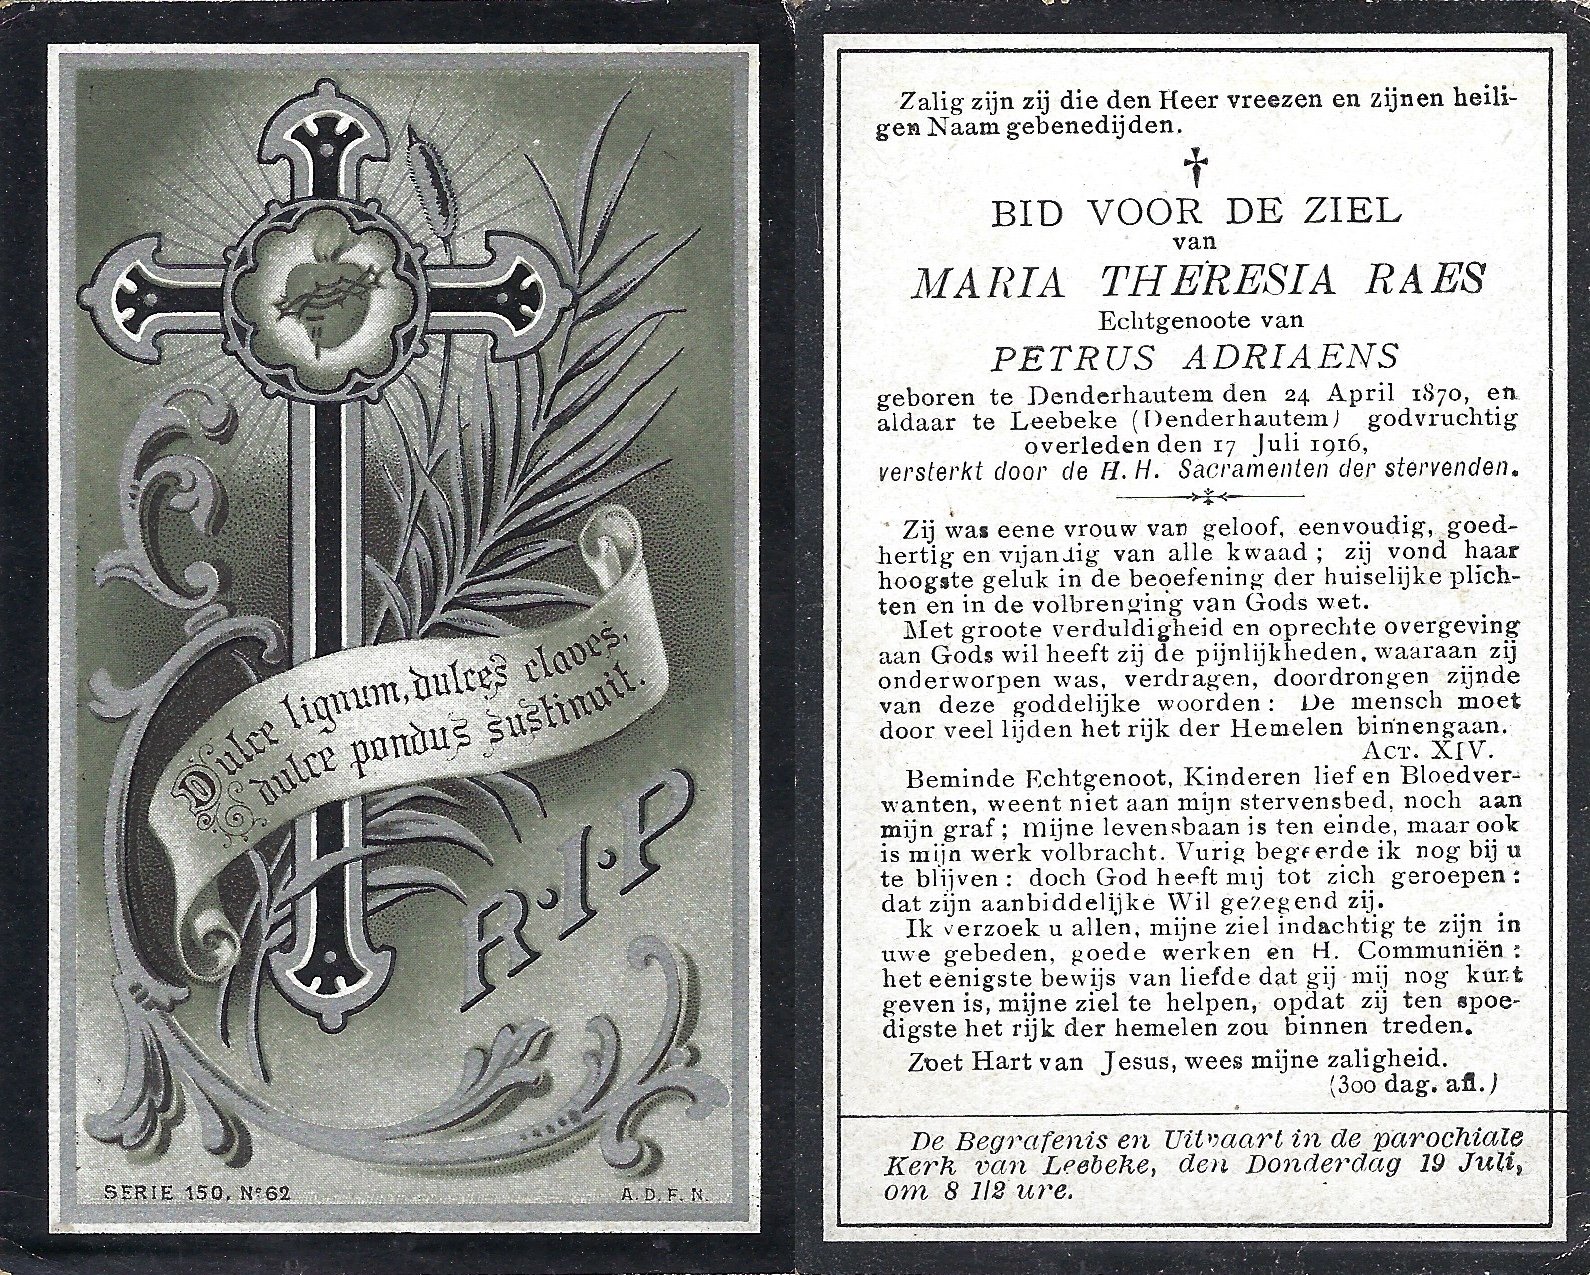 Dulce lignum, dulces claves,
dulce pondus sustinuit.
R·I·P
SERIE 150. Nº 62
A. D. F. N.
Zalig zijn zij die den Heer vreezen en zijnen heili-
gen Naam gebenedijden.
BID VOOR DE ZIEL
van
MARIA THERESIA RAES
Echtgenoote van
PETRUS ADRIAENS
geboren te Denderhautem den 24 April 1870, en
aldaar te Leebeke (Denderhautem) godvruchtig
overleden den 17 Juli 1916,
versterkt door de H. H. Sacramenten der stervenden.
Zij was eene vrouw van geloof, eenvoudig, goed-
hertig en vijandig van alle kwaad ; zij vond haar
hoogste geluk in de beoefening der huiselijke plich-
ten en in de volbrenging van Gods wet.
Met groote verduldigheid en oprechte overgeving
aan Gods wil heeft zij de pijnlijkheden, waaraan zij
onderworpen was, verdragen, doordrongen zijnde
van deze goddelijke woorden : De mensch moet
door veel lijden het rijk der Hemelen binnengaan.
ACT. XIV.
Beminde Echtgenoot, Kinderen lief en Bloedver-
wanten, weent niet aan mijn stervensbed, noch aan
mijn graf ; mijne levensbaan is ten einde, maar ook
is mijn werk volbracht. Vurig begeerde ik nog bij u
te blijven : doch God heeft mij tot zich geroepen :
dat zijn aanbiddelijke Wil gezegend zij.
Ik verzoek u allen, mijne ziel indachtig te zijn in
uwe gebeden, goede werken en H. Communiën :
het eenigste bewijs van liefde dat gij mij nog kunt
geven is, mijne ziel te helpen, opdat zij ten spoe-
digste het rijk der hemelen zou binnen treden.
Zoet Hart van Jesus, wees mijne zaligheid.
(300 dag. afl.)
De Begrafenis en Uitvaart in de parochiale
Kerk van Leebeke, den Donderdag 19 Juli,
om 8 1/2 ure.